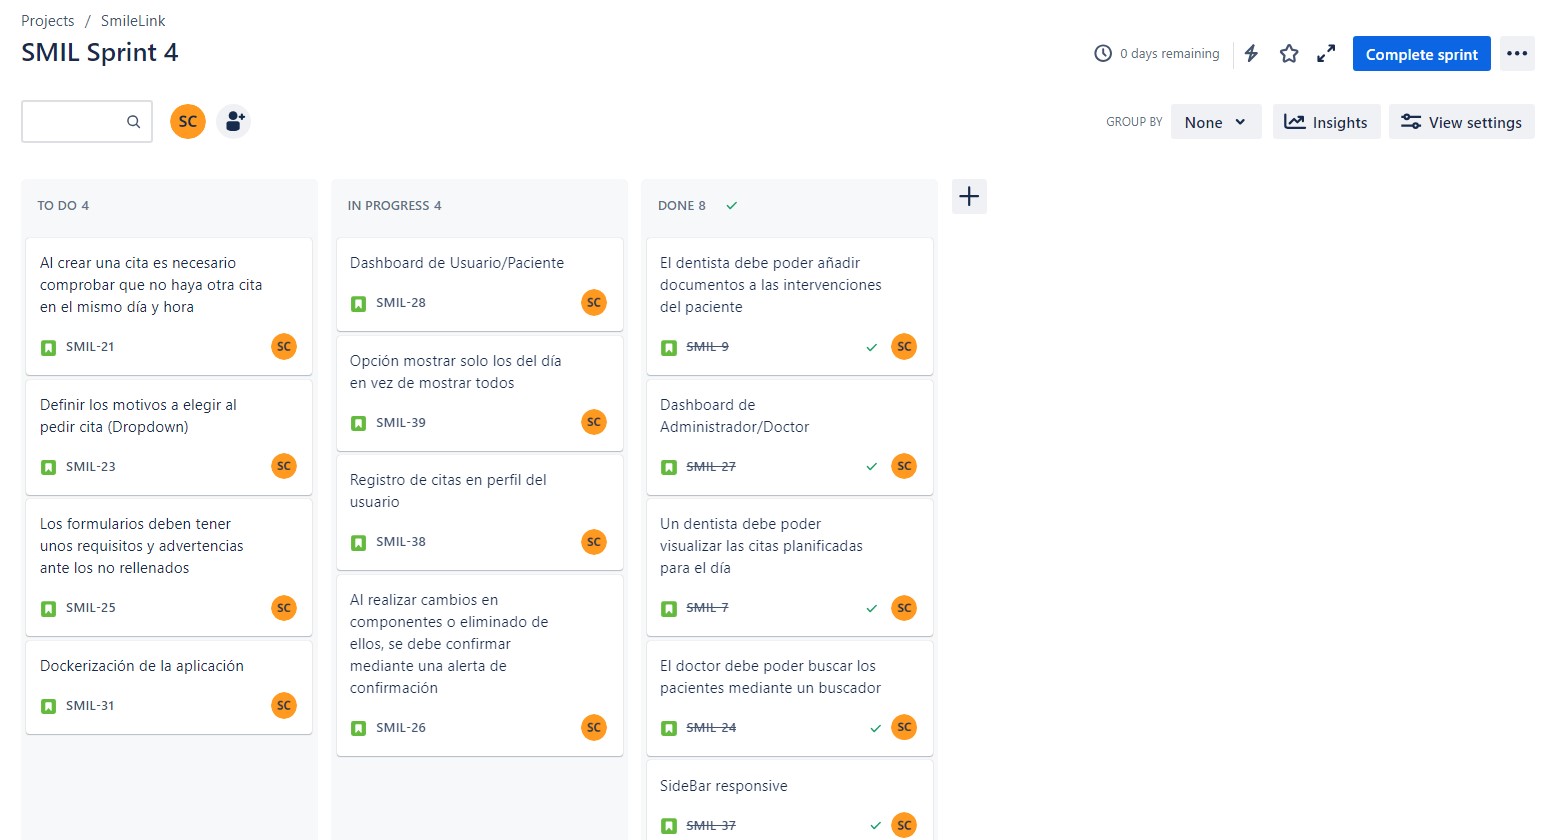 Projects / SmileLink
SMIL Sprint 4
0 days remaining
Complete sprint
SC
GROUP BY
None
Insights
View settings
TO DO 4
Al crear una cita es necesario
comprobar que no haya otra cita
en el mismo día y hora
SMIL-21
SC
Definir los motivos a elegir al
pedir cita (Dropdown)
SMIL-23
SC
Los formularios deben tener
unos requisitos y advertencias
ante los no rellenados
SMIL-25
SC
Dockerización de la aplicación
SMIL-31
SC
IN PROGRESS 4
Dashboard de Usuario/Paciente
SMIL-28
SC
Opción mostrar solo los del día
en vez de mostrar todos
SMIL-39
SC
Registro de citas en perfil del
usuario
SMIL-38
SC
Al realizar cambios en
componentes o eliminado de
ellos, se debe confirmar
mediante una alerta de
confirmación
SMIL-26
SC
DONE 8
El dentista debe poder añadir
documentos a las intervenciones
del paciente
SMIL-9
SC
Dashboard de
Administrador/Doctor
SMIL-27
SC
Un dentista debe poder
visualizar las citas planificadas
para el día
SMIL-7
SC
El doctor debe poder buscar los
pacientes mediante un buscador
SMIL-24
SC
SideBar responsive
SMIL-37
SC